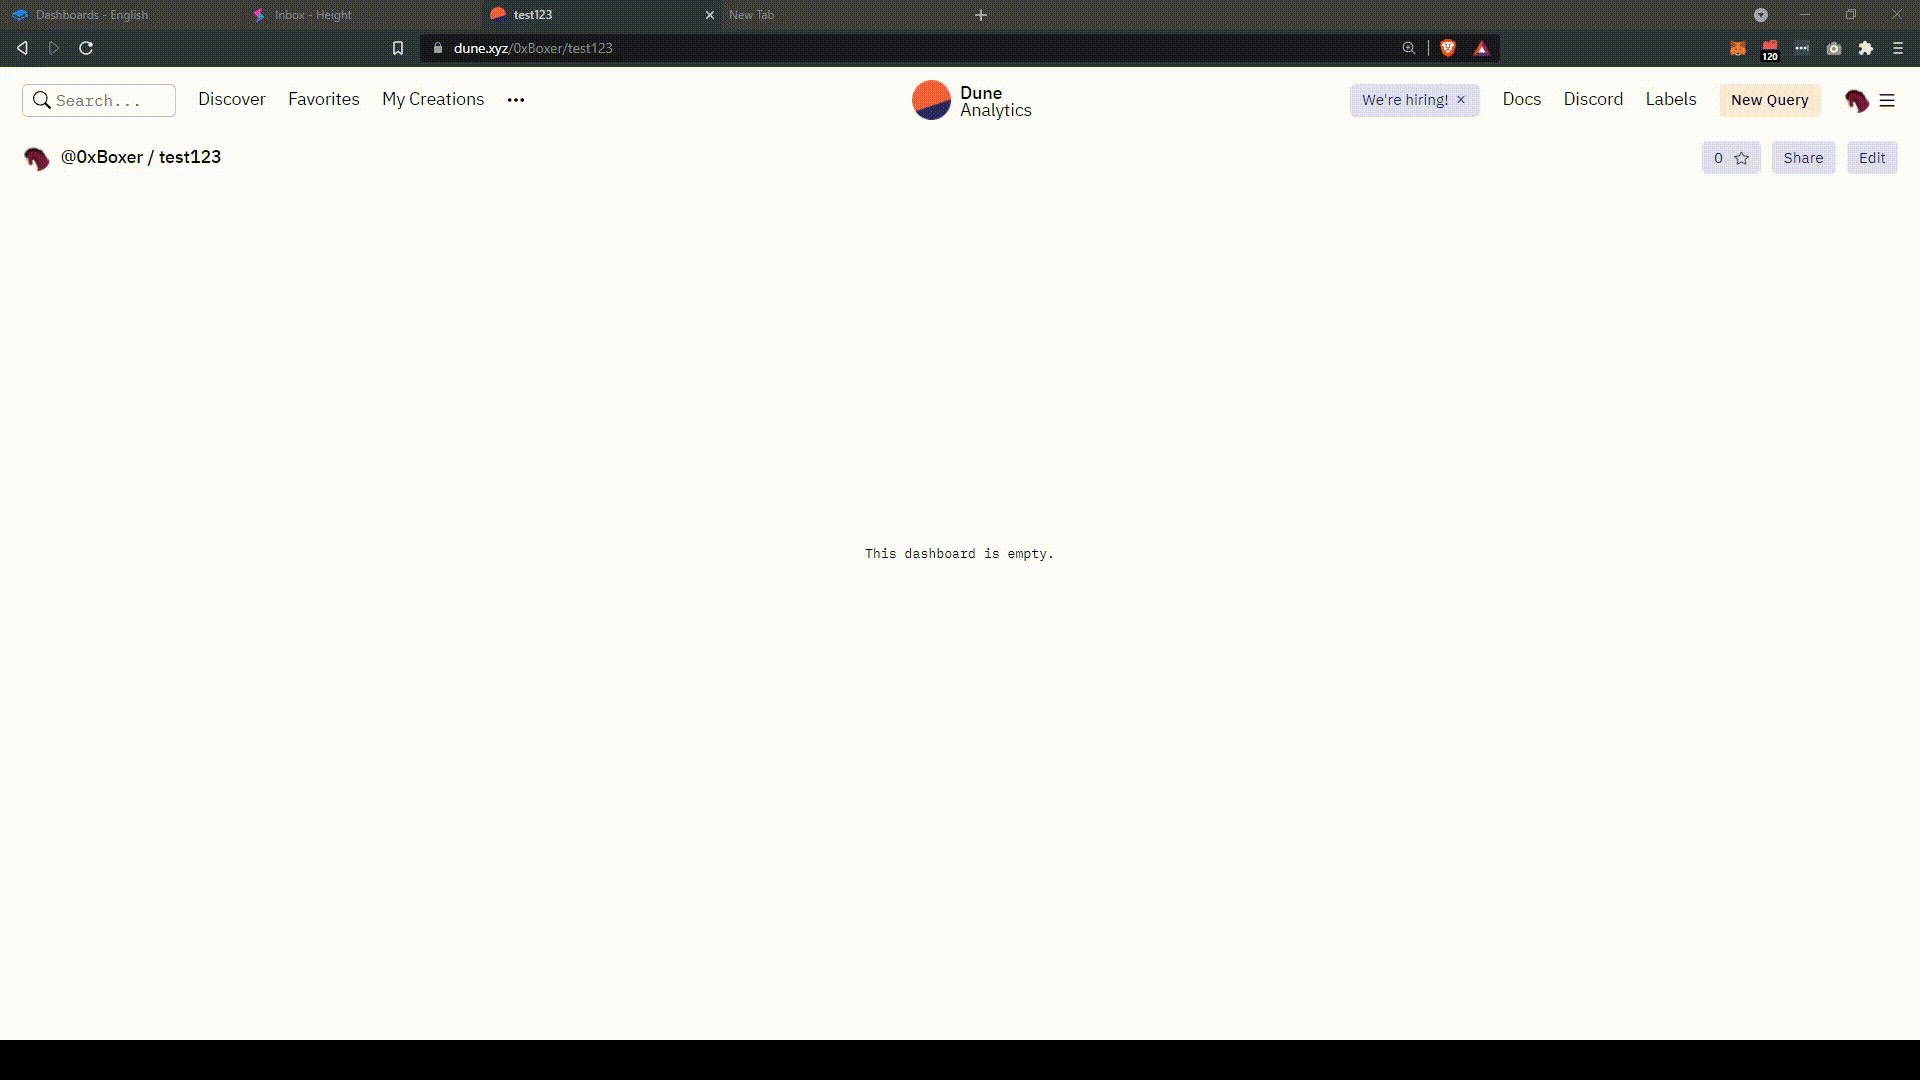 Dashboards - English
Inbox - Height
test123
New Tab
dune.xyz/0xBoxer/test123
120
Search...
Discover
Favorites
My Creations
Dune
Analytics
We're hiring! ×
Docs
Discord
Labels
New Query
@0xBoxer / test123
0
Share
Edit
This dashboard is empty.